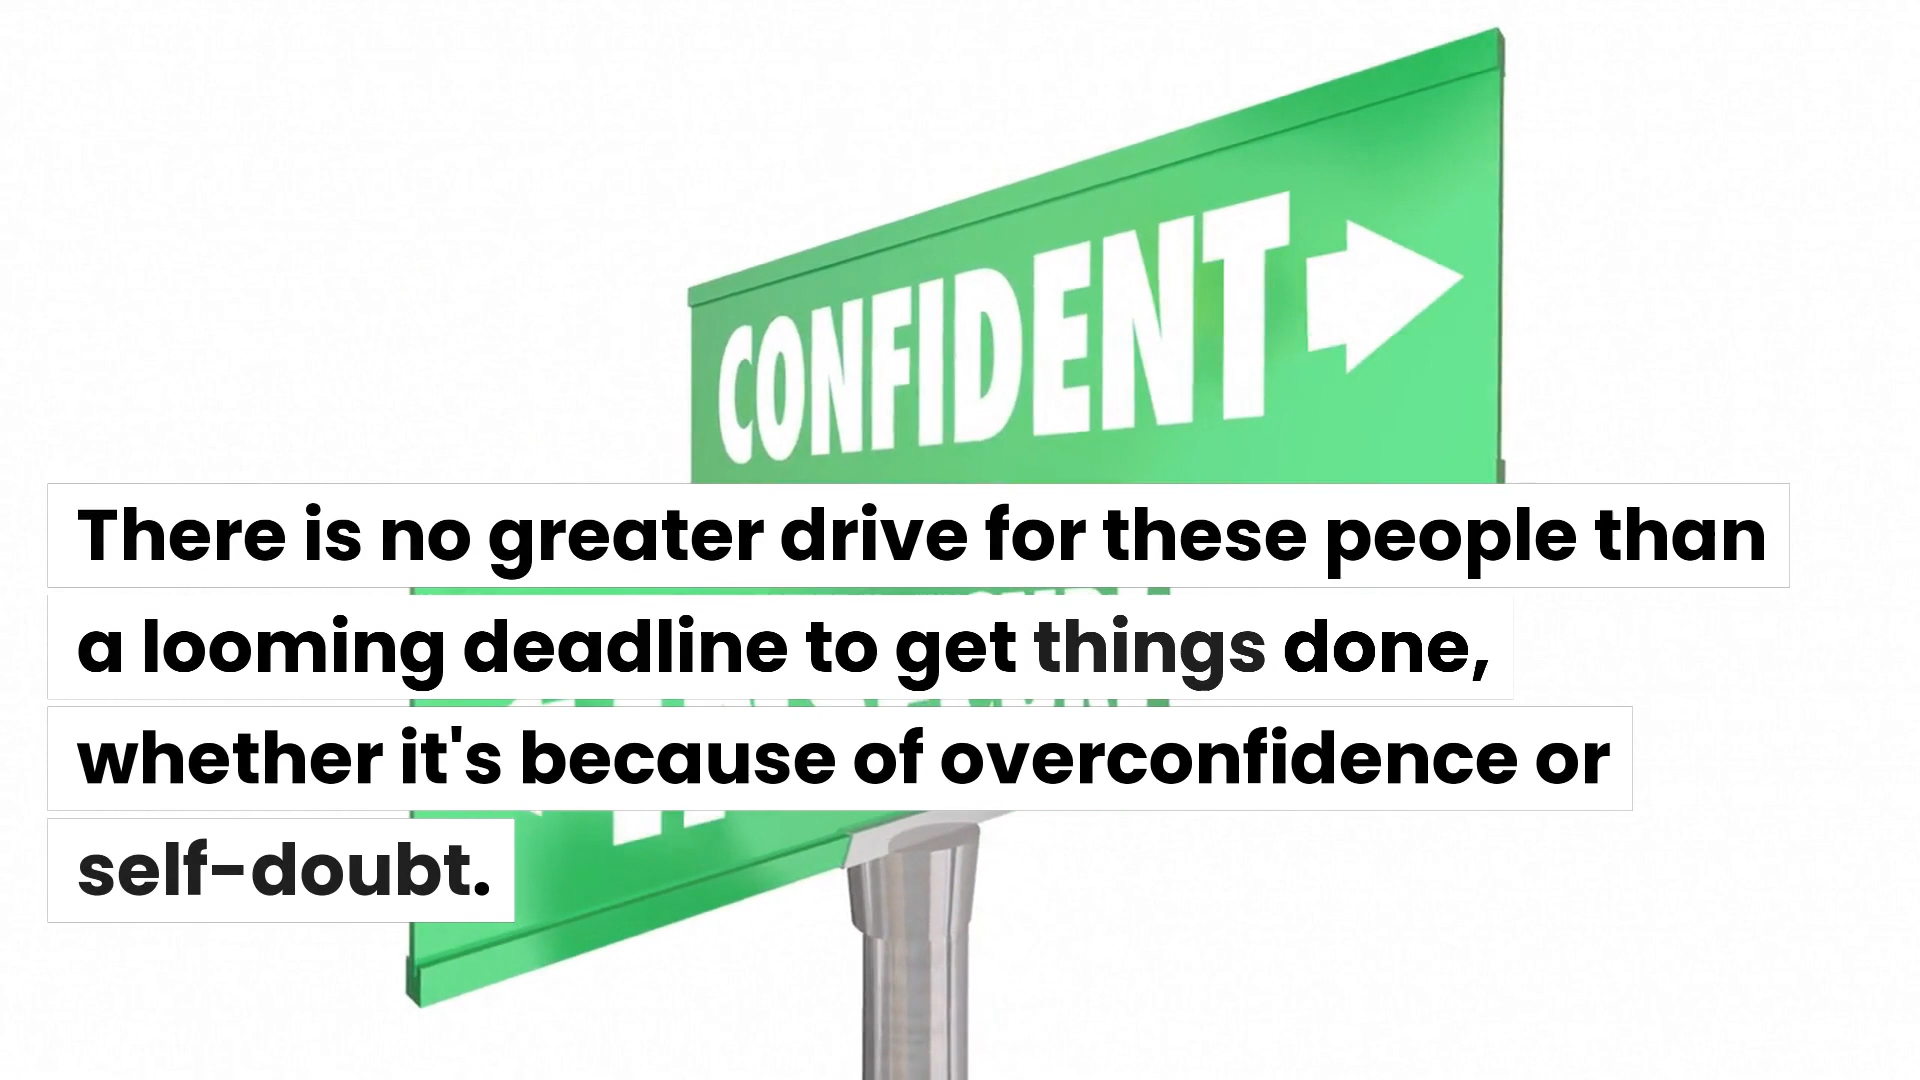 CONFIDENT
There is no greater drive for these people than
a looming deadline to get things done,
whether it's because of overconfidence or
self-doubt.